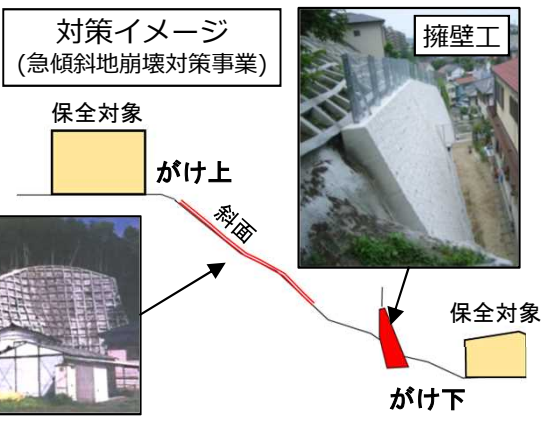 対策イメージ
(急傾斜地崩壊対策事業)
擁壁工
保全対象
がけ上
斜面
保全対象
がけ下